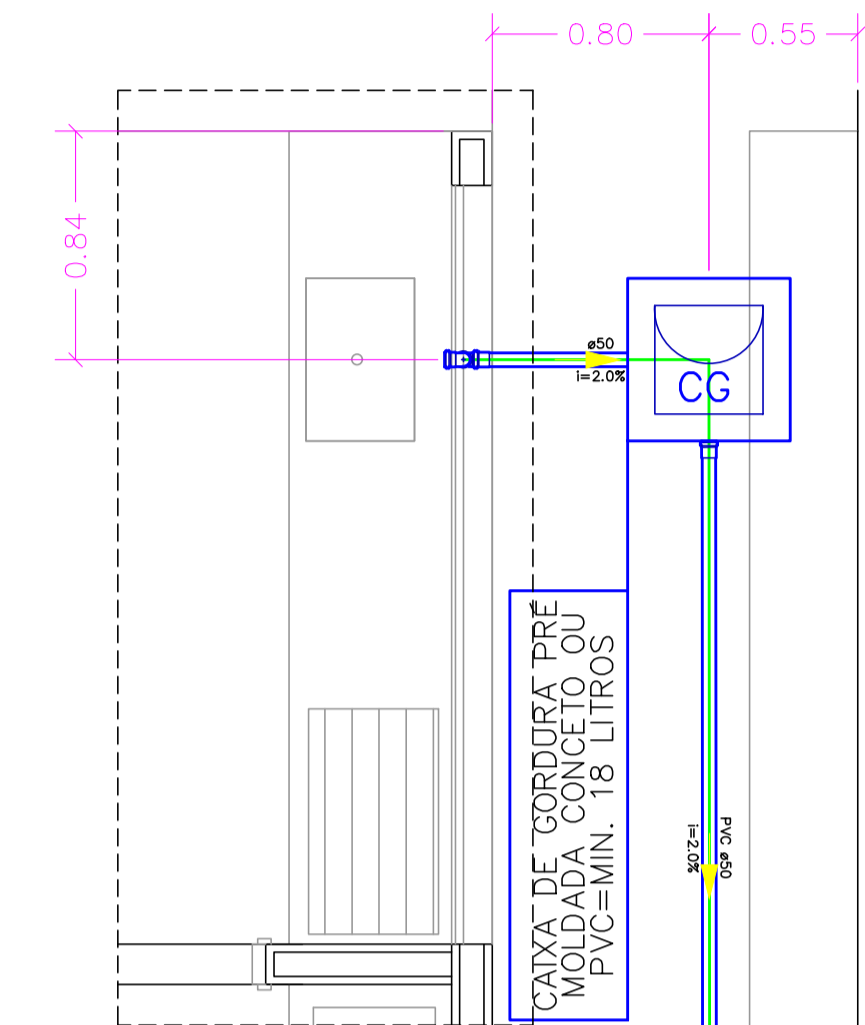 0.80
0.55
0.84
ø50
i=2.0%
CG
CAIXA DE GORDURA PRÉ
MOLDADA CONCETO OU
PVC=MIN. 18 LITROS
PVC ø50
i=2.0%